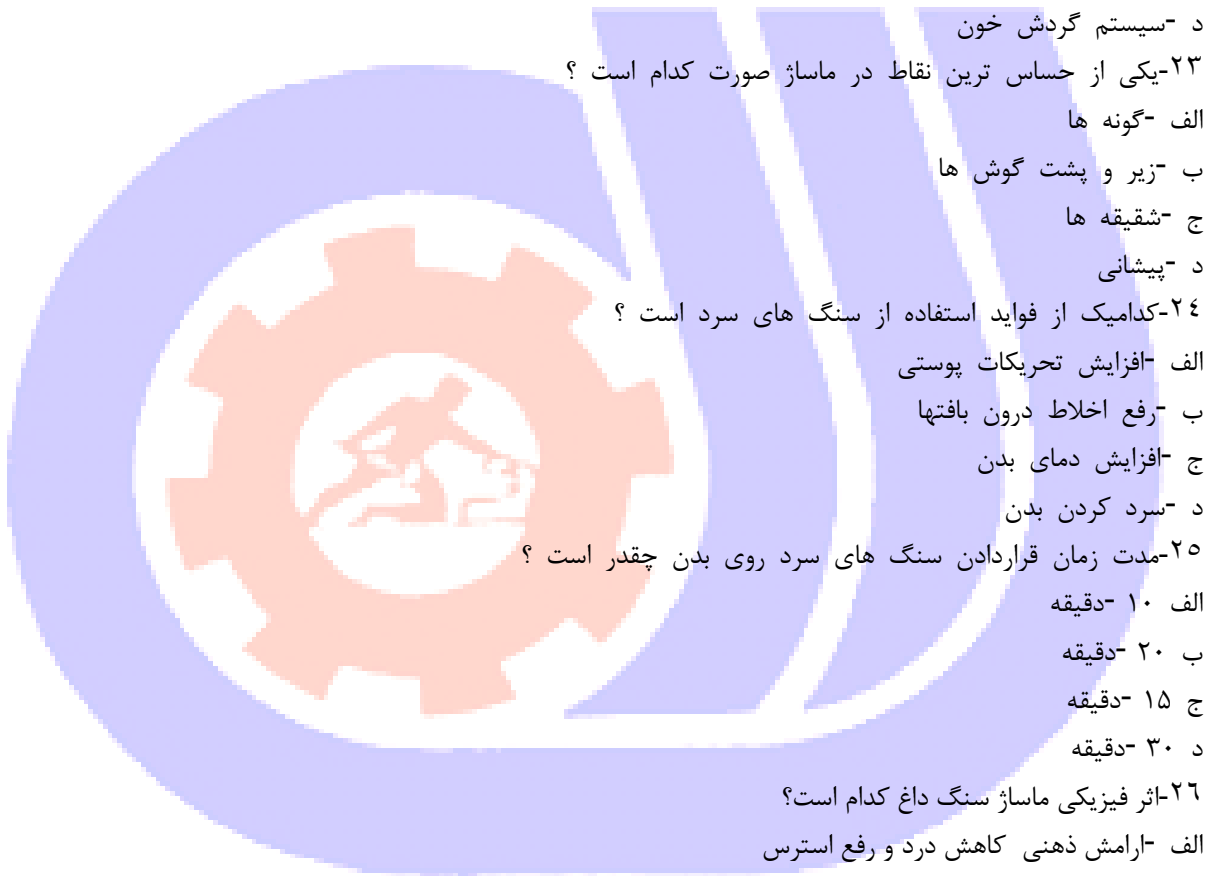 د -سیستم گردش خون
۲۳-یکی از حساس ترین نقاط در ماساژ صورت کدام است ؟
الف -گونه ها
ب -زیر و پشت گوش ها
ج -شقیقه ها
د -پیشانی
۲٤-کدامیک از فواید استفاده از سنگ های سرد است ؟
الف -افزایش تحریکات پوستی
ب -رفع اخلاط درون بافتها
ج -افزایش دمای بدن
د -سرد کردن بدن
۲٥-مدت زمان قراردادن سنگ های سرد روی بدن چقدر است ؟
الف ۱۰ -دقیقه
ب ۲۰ -دقیقه
ج ۱۵ -دقیقه
د ۳۰ -دقیقه
۲٦-اثر فیزیکی ماساژ سنگ داغ کدام است؟
الف -ارامش ذهنی کاهش درد و رفع استرس